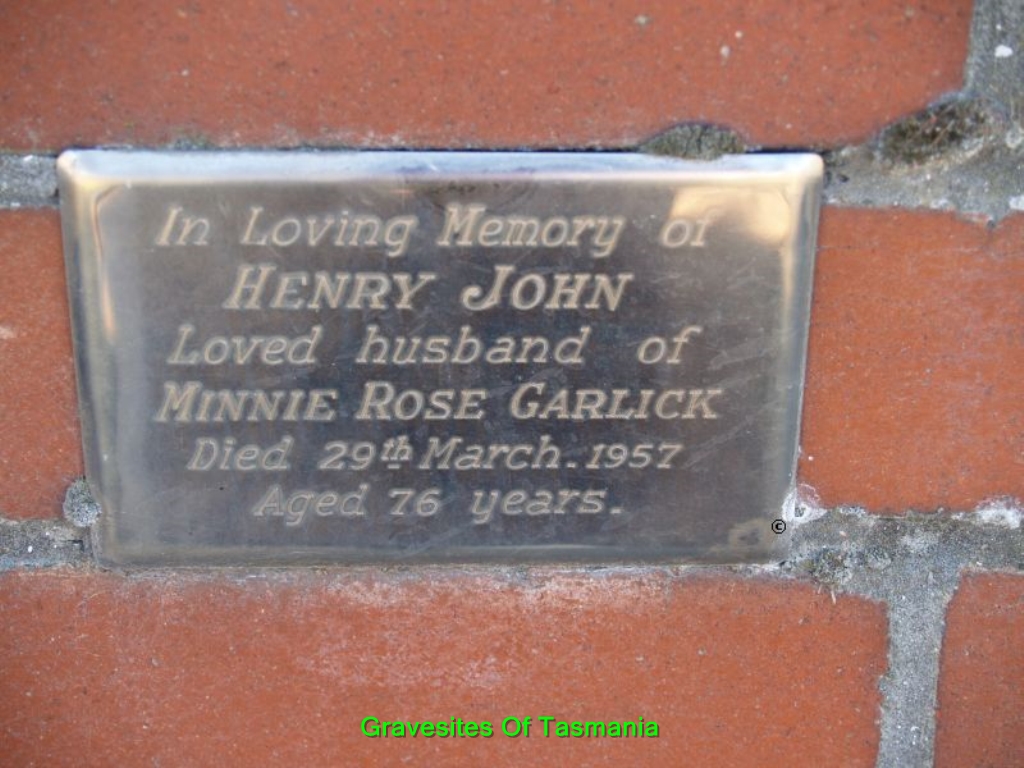 In Loving Memory of
HENRY JOHN
Loved husband of
MINNIE ROSE GARLICK
Died 29th March. 1957
Aged 76 years.
©
Gravesites Of Tasmania